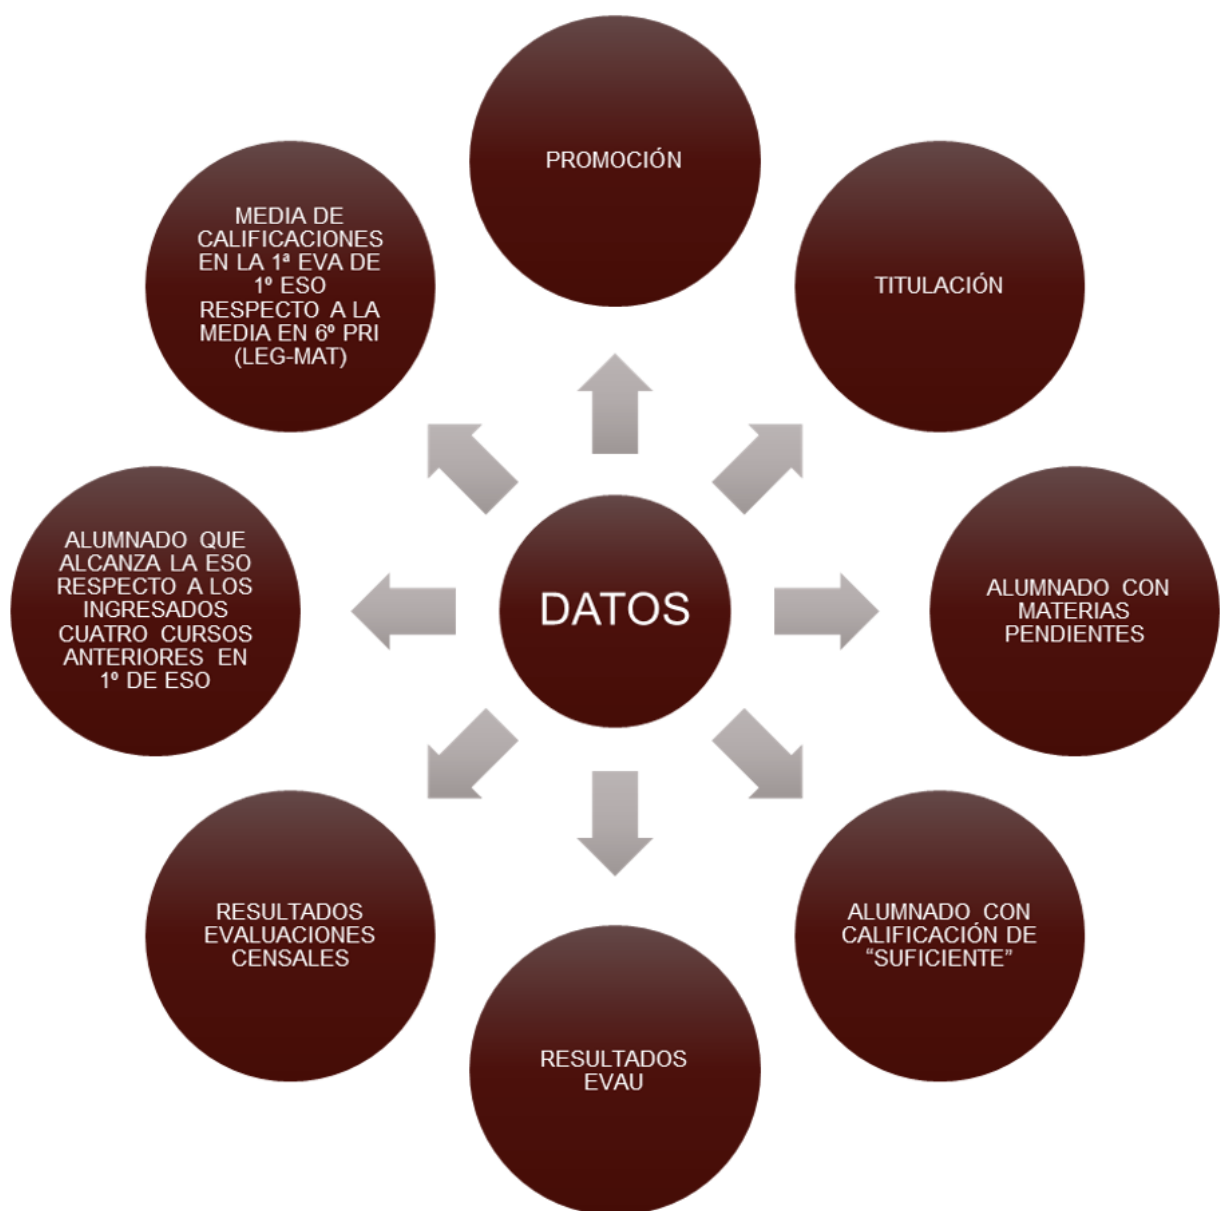 PROMOCIÓN
TITULACIÓN
ALUMNADO CON
MATERIAS
PENDIENTES
ALUMNADO CON
CALIFICACIÓN DE
“SUFICIENTE”
RESULTADOS
EVAU
RESULTADOS
EVALUACIONES
CENSALES
ALUMNADO QUE
ALCANZA LA ESO
RESPECTO A LOS
INGRESADOS
CUATRO CURSOS
ANTERIORES EN
1º DE ESO
MEDIA DE
CALIFICACIONES
EN LA 1ª EVA DE
1º ESO
RESPECTO A LA
MEDIA EN 6º PRI
(LEG-MAT)
DATOS